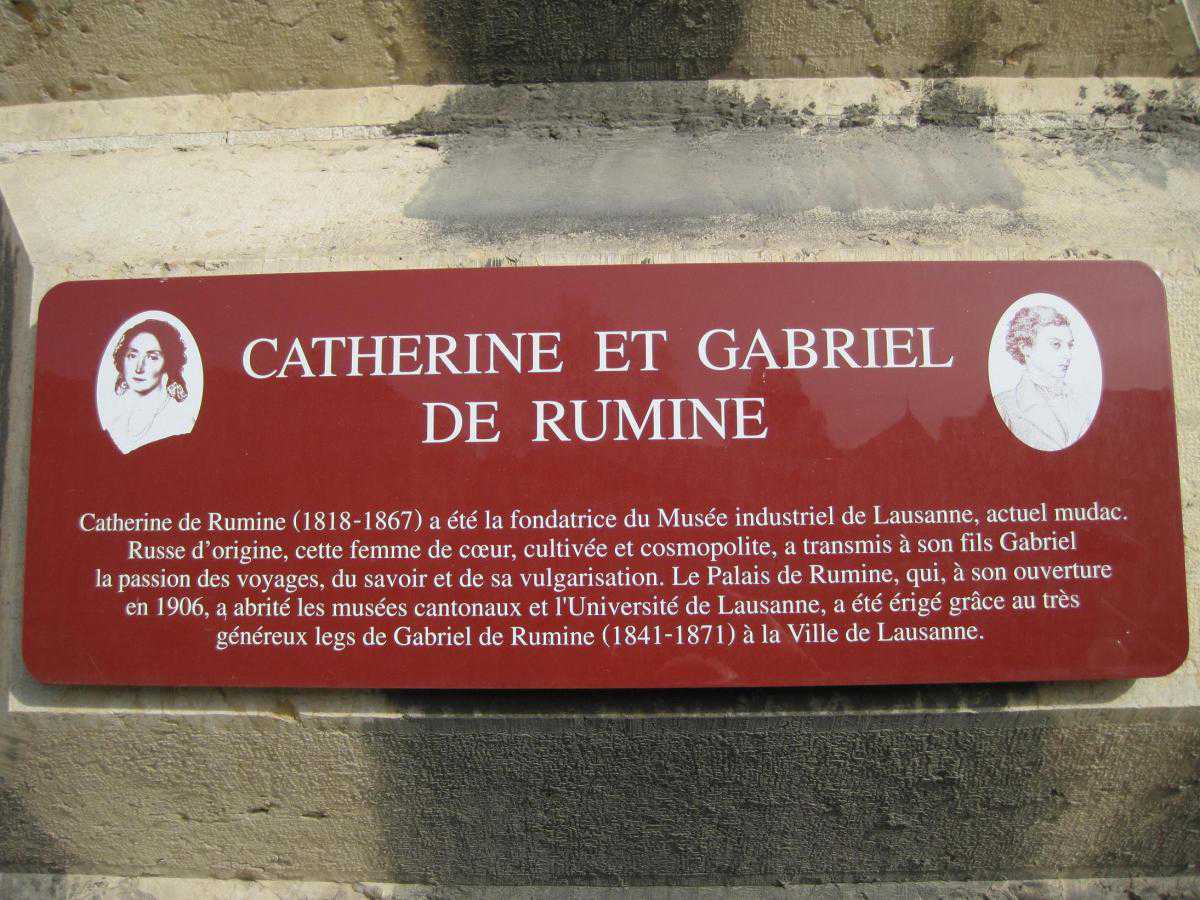 CATHERINE ET GABRIEL
DE RUMINE
Catherine de Rumine (1818-1867) a été la fondatrice du Musée industriel de Lausanne, actuel mudac.
Russe d’origine, cette femme de cœur, cultivée et cosmopolite, a transmis à son fils Gabriel
la passion des voyages, du savoir et de sa vulgarisation. Le Palais de Rumine, qui, à son ouverture
en 1906, a abrité les musées cantonaux et l'Université de Lausanne, a été érigé grâce au très
généreux legs de Gabriel de Rumine (1841-1871) à la Ville de Lausanne.